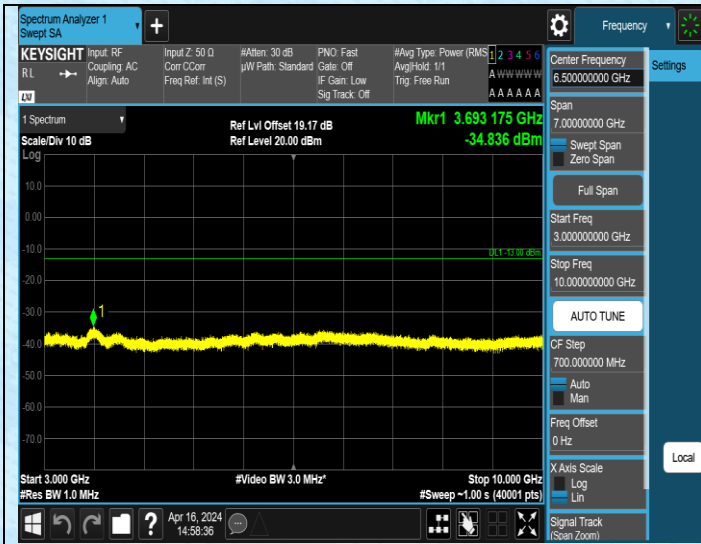 Spectrum Analyzer 1
Swept SA
+
Frequency
KEYSIGHT
RL
LXI
Input: RF
Coupling: AC
Align: Auto
Input Z: 50 Ω
Corr CCorr
Freq Ref: Int (S)
#Atten: 30 dB
µW Path: Standard
PNO: Fast
Gate: Off
IF Gain: Low
Sig Track: Off
#Avg Type: Power (RMS
Avg|Hold: 1/1
Trig: Free Run
1 2 3 4 5 6
A W W W W W
A A A A A A
1 Spectrum
Scale/Div 10 dB
Log
Ref Lvl Offset 19.17 dB
Ref Level 20.00 dBm
Mkr1 3.693 175 GHz
-34.836 dBm
10.0
0.00
-10.0
-20.0
-30.0
-40.0
-50.0
-60.0
-70.0
DL1 -13.00 dBm
1
Start 3.000 GHz
#Res BW 1.0 MHz
#Video BW 3.0 MHz*
Stop 10.000 GHz
#Sweep ~1.00 s (40001 pts)
?
Apr 16, 2024
14:58:36
Center Frequency
6.500000000 GHz
Span
7.00000000 GHz
Swept Span
Zero Span
Full Span
Start Freq
3.000000000 GHz
Stop Freq
10.000000000 GHz
AUTO TUNE
CF Step
700.000000 MHz
Auto
Man
Freq Offset
0 Hz
X Axis Scale
Log
Lin
Signal Track
(Span Zoom)
Settings
Local